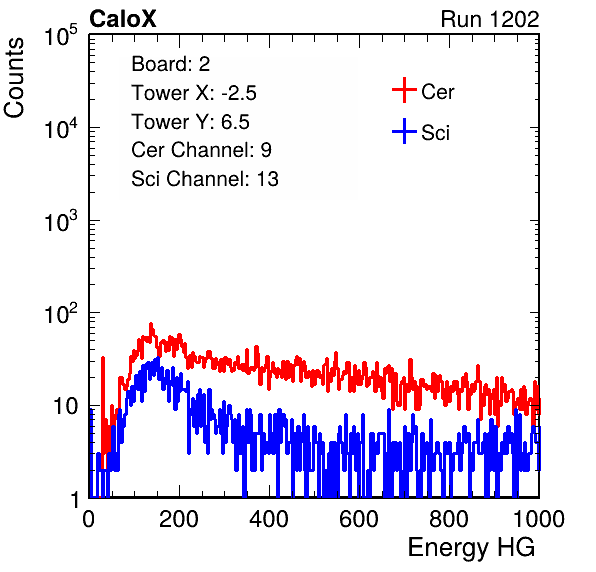 CaloX Run 1202
Counts
10^5
10^4
10^3
10^2
10
1
Board: 2
Tower X: -2.5
Tower Y: 6.5
Cer Channel: 9
Sci Channel: 13
Cer
Sci
0 200 400 600 800 1000
Energy HG